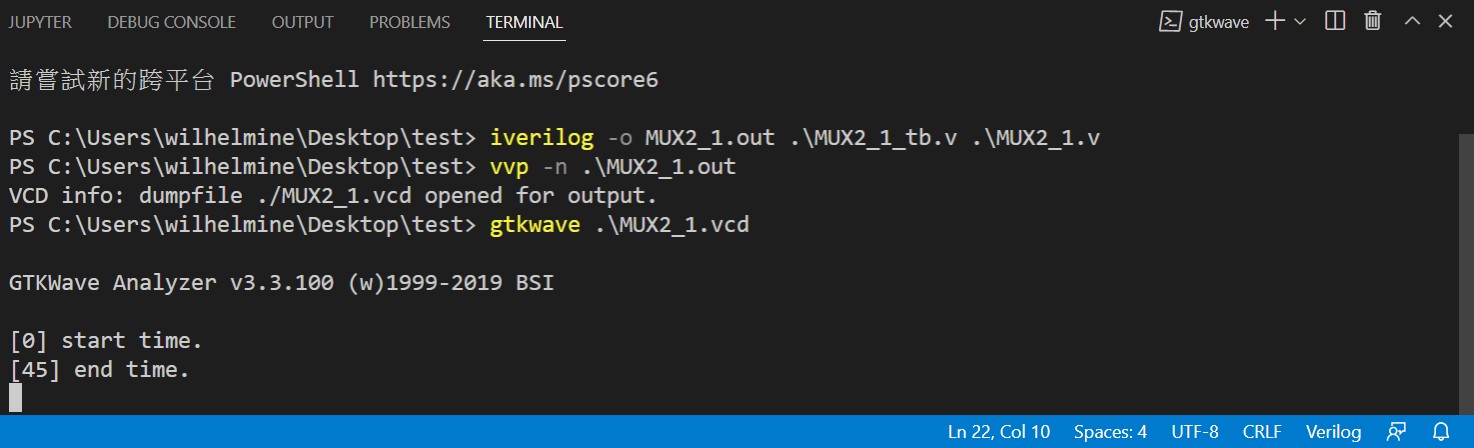 JUPYTER DEBUG CONSOLE OUTPUT PROBLEMS TERMINAL gtkwave
請嘗試新的跨平台 PowerShell https://aka.ms/pscore6
PS C:\Users\wilhelmine\Desktop\test> iverilog -o MUX2_1.out .\MUX2_1_tb.v .\MUX2_1.v
PS C:\Users\wilhelmine\Desktop\test> vvp -n .\MUX2_1.out
VCD info: dumpfile ./MUX2_1.vcd opened for output.
PS C:\Users\wilhelmine\Desktop\test> gtkwave .\MUX2_1.vcd
GTKWave Analyzer v3.3.100 (w)1999-2019 BSI
[0] start time.
[45] end time.
Ln 22, Col 10 Spaces: 4 UTF-8 CRLF Verilog